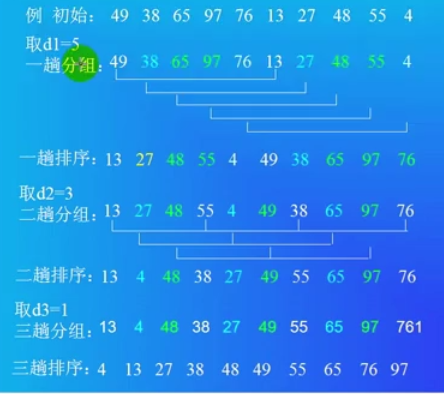 例 初始: 49 38 65 97 76 13 27 48 55 4
取d1=5
一趟分组: 49 38 65 97 76 13 27 48 55 4
一趟排序: 13 27 48 55 4 49 38 65 97 76
取d2=3
二趟分组: 13 27 48 55 4 49 38 65 97 76
二趟排序: 13 4 48 38 27 49 55 65 97 76
取d3=1
三趟分组: 13 4 48 38 27 49 55 65 97 761
三趟排序: 4 13 27 38 48 49 55 65 76 97